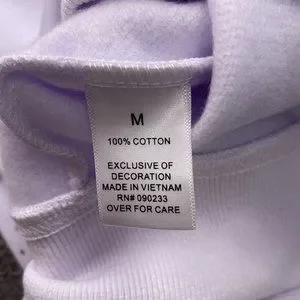 M
100% COTTON
EXCLUSIVE OF
DECORATION
MADE IN VIETNAM
RN# 090233
OVER FOR CARE